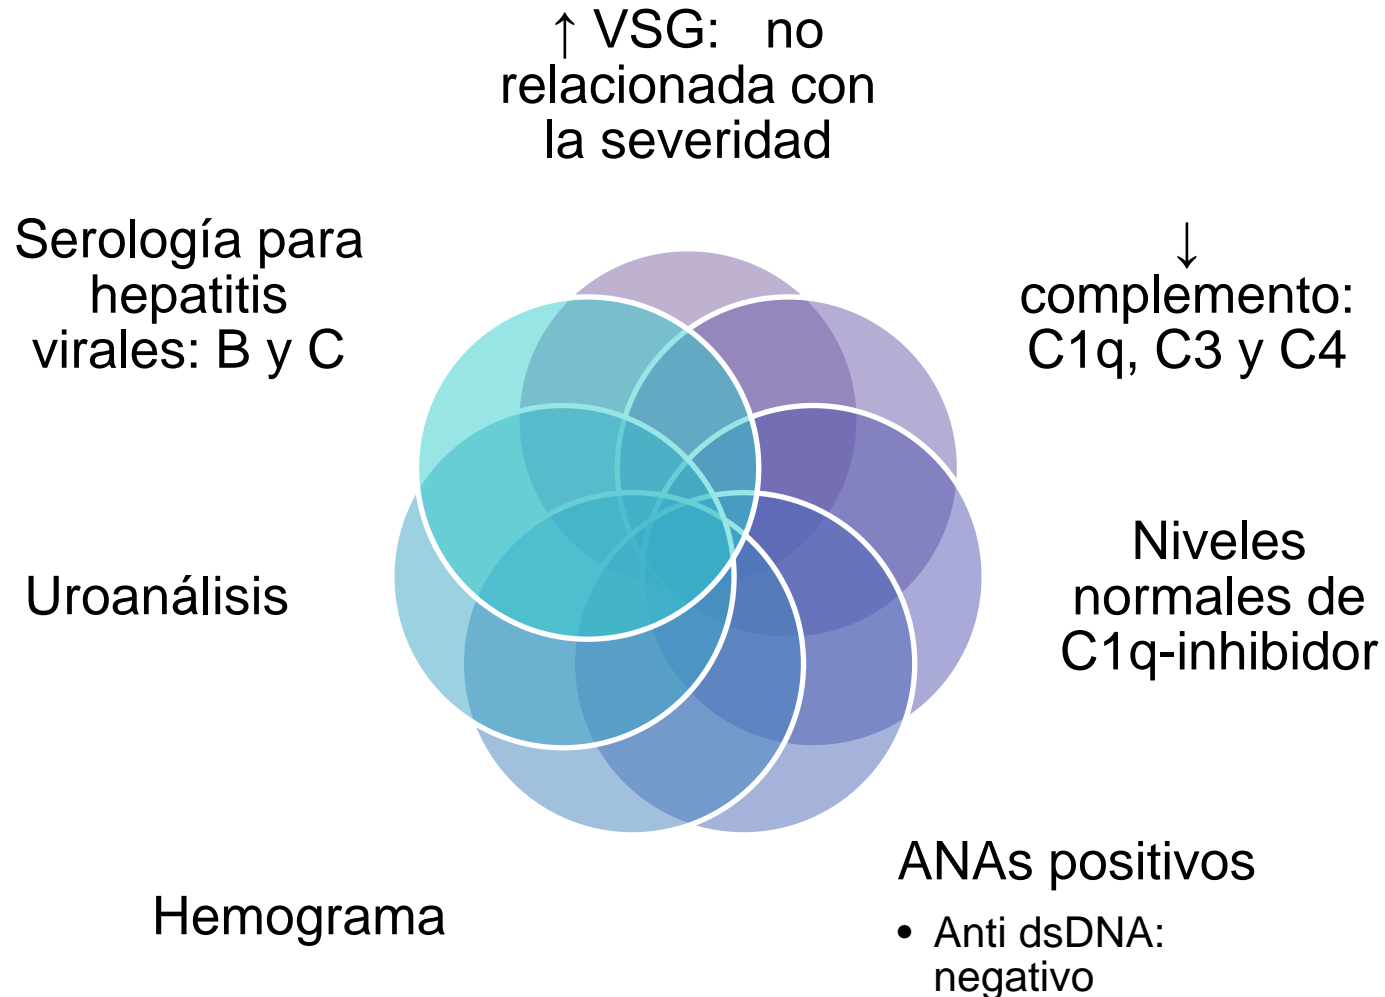 ↑ VSG: no
relacionada con
la severidad
↓
complemento:
C1q, C3 y C4
Niveles
normales de
C1q-inhibidor
ANAs positivos
• Anti dsDNA:
negativo
Hemograma
Uroanálisis
Serología para
hepatitis
virales: B y C